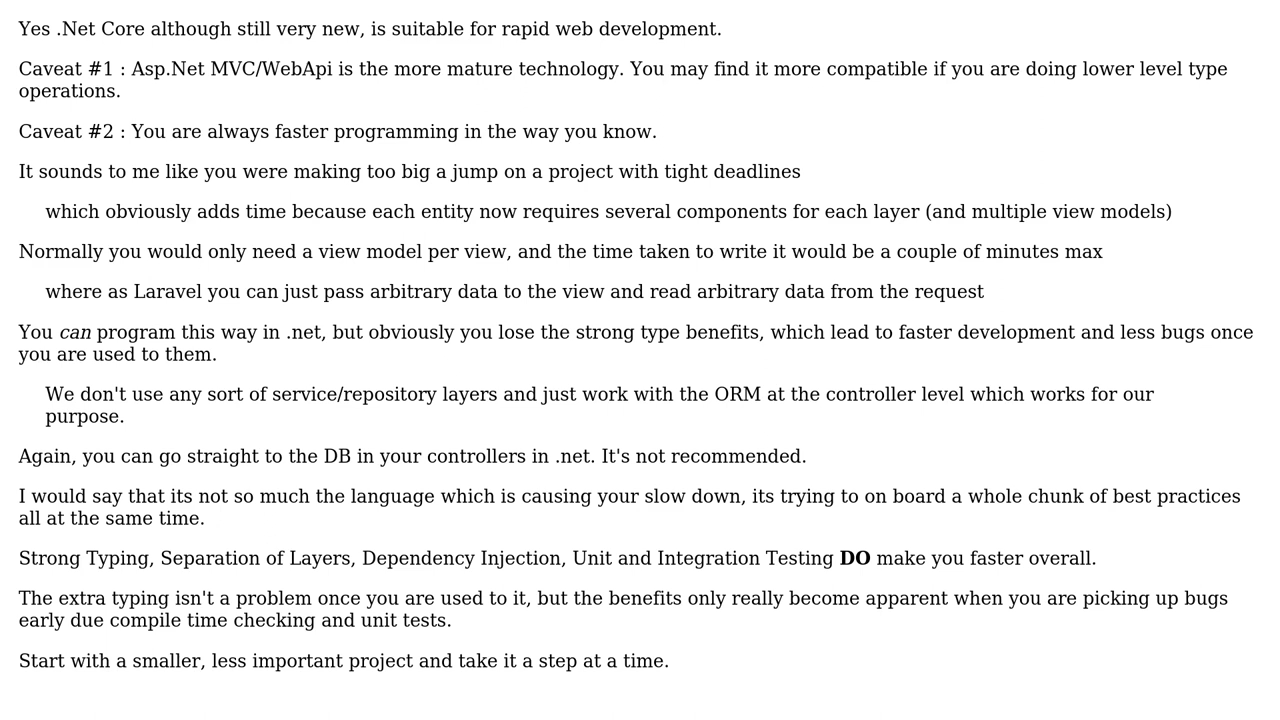 Yes .Net Core although still very new, is suitable for rapid web development.
Caveat #1 : Asp.Net MVC/WebApi is the more mature technology. You may find it more compatible if you are doing lower level type
operations.
Caveat #2 : You are always faster programming in the way you know.
It sounds to me like you were making too big a jump on a project with tight deadlines
which obviously adds time because each entity now requires several components for each layer (and multiple view models)
Normally you would only need a view model per view, and the time taken to write it would be a couple of minutes max
where as Laravel you can just pass arbitrary data to the view and read arbitrary data from the request
You can program this way in .net, but obviously you lose the strong type benefits, which lead to faster development and less bugs once
you are used to them.
We don't use any sort of service/repository layers and just work with the ORM at the controller level which works for our
purpose.
Again, you can go straight to the DB in your controllers in .net. It's not recommended.
I would say that its not so much the language which is causing your slow down, its trying to on board a whole chunk of best practices
all at the same time.
Strong Typing, Separation of Layers, Dependency Injection, Unit and Integration Testing DO make you faster overall.
The extra typing isn't a problem once you are used to it, but the benefits only really become apparent when you are picking up bugs
early due compile time checking and unit tests.
Start with a smaller, less important project and take it a step at a time.